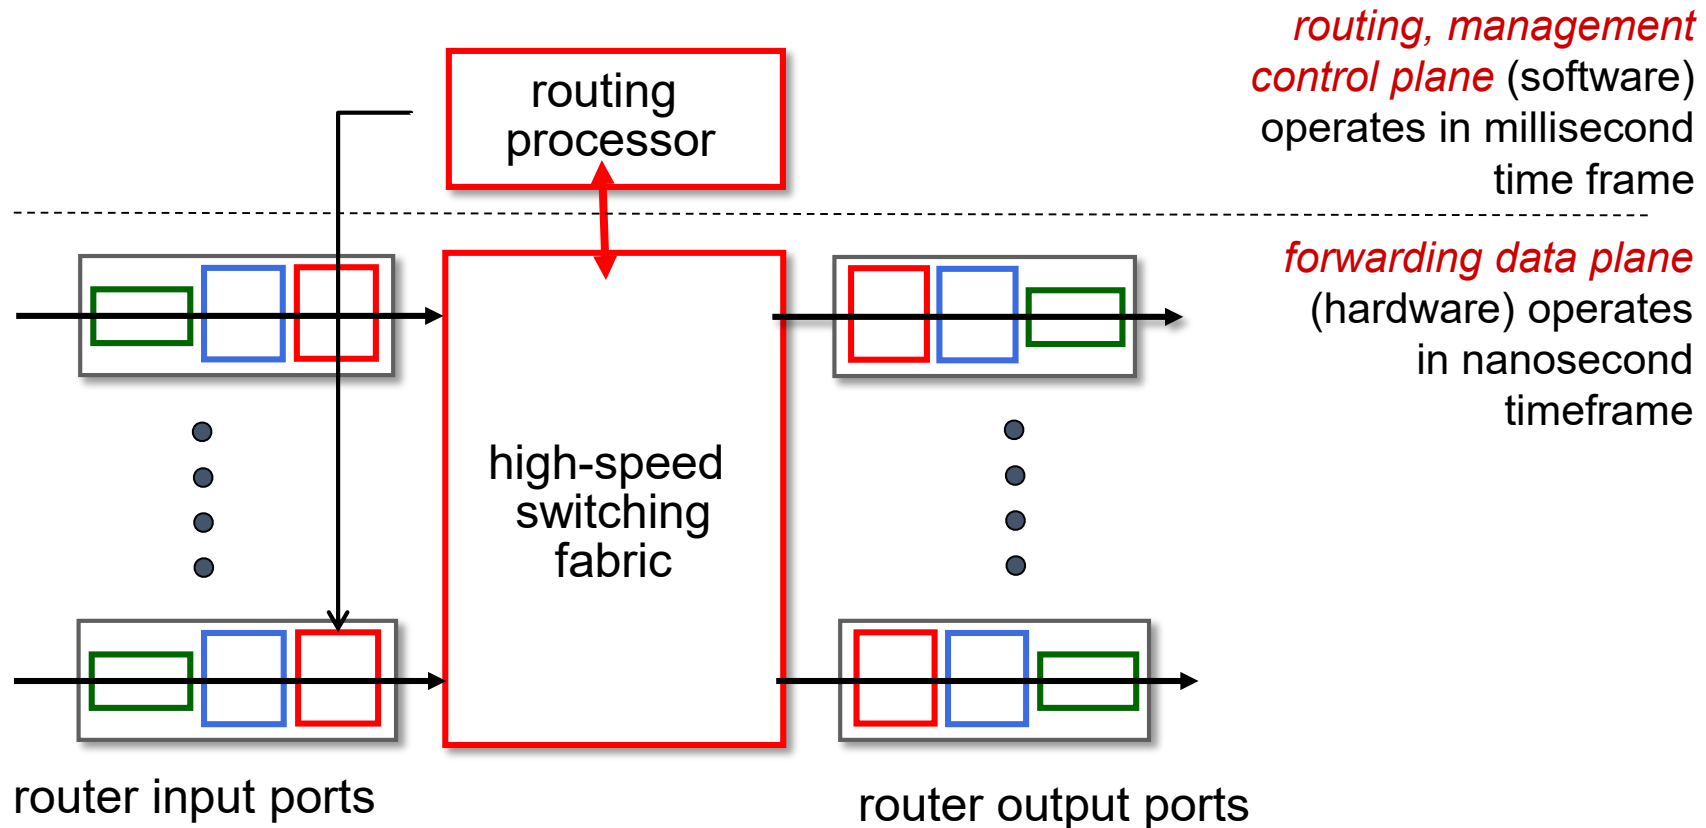 routing, management
control plane (software)
operates in millisecond
time frame
routing
processor
forwarding data plane
(hardware) operates
in nanosecond
timeframe
high-speed
switching
fabric
router input ports
router output ports